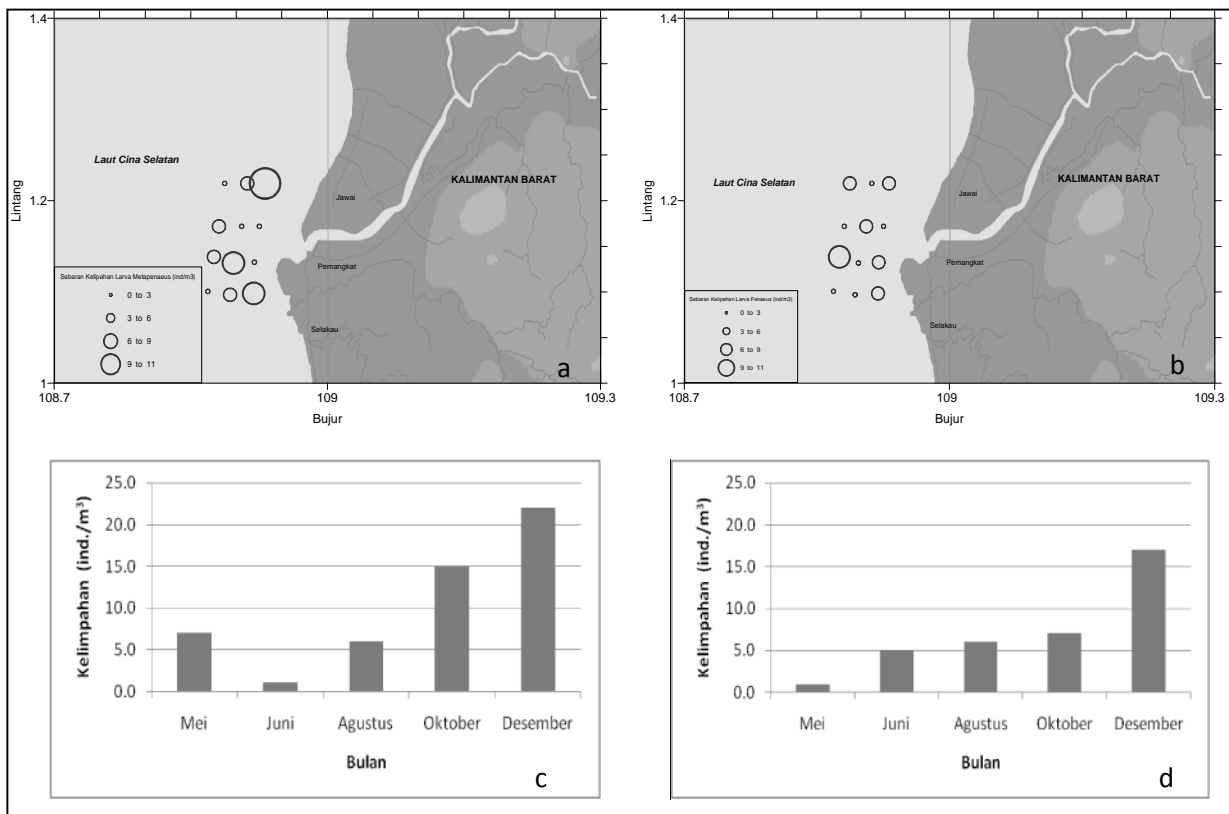 1.4
Lintang
1.2
1
108.7
109
109.3
Bujur
Laut Cina Selatan
KALIMANTAN BARAT
Jawai
Pemangkat
Selakau
Sebaran Kelipahan Larva Metapenaeus (ind/m3)
0 to 3
3 to 6
6 to 9
9 to 11
a
1.4
Lintang
1.2
1
108.7
109
109.3
Bujur
Laut Cina Selatan
KALIMANTAN BARAT
Jawai
Pemangkat
Selakau
Sebaran Kelipahan Larva Penaeus (ind/m3)
0 to 3
3 to 6
6 to 9
9 to 11
b
Kelimpahan (ind./m³)
25.0
20.0
15.0
10.0
5.0
0.0
Mei Juni Agustus Oktober Desember
Bulan
c
Kelimpahan (ind./m³)
25.0
20.0
15.0
10.0
5.0
0.0
Mei Juni Agustus Oktober Desember
Bulan
d